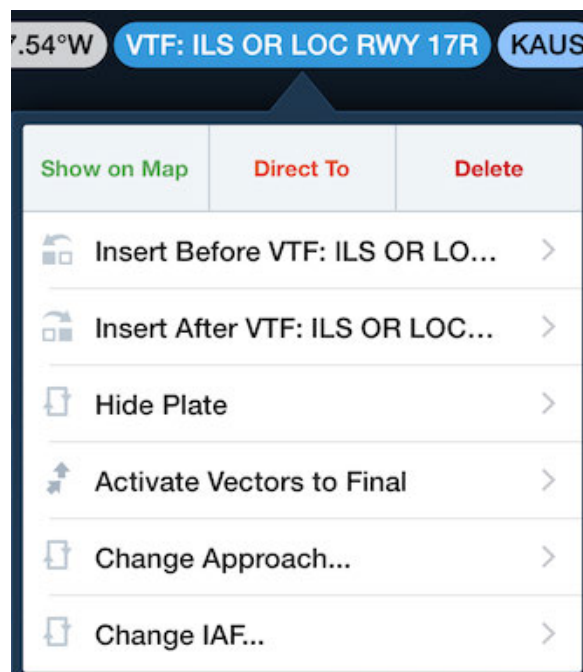 7.54°W VTF: ILS OR LOC RWY 17R KAUS
Show on Map Direct To Delete
Insert Before VTF: ILS OR LO...
Insert After VTF: ILS OR LOC...
Hide Plate
Activate Vectors to Final
Change Approach...
Change IAF...